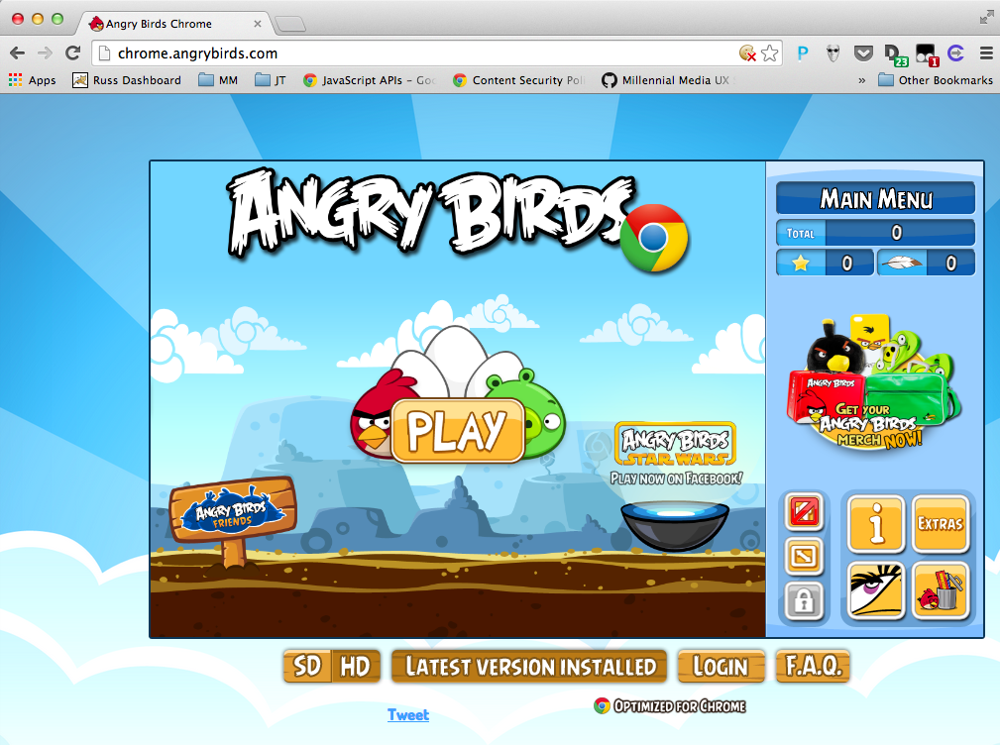 Angry Birds Chrome
chrome.angrybirds.com
P
D
23
1
Apps
Russ Dashboard
MM
JT
JavaScript APIs – Goo
Content Security Poli
Millennial Media UX
»
Other Bookmarks
ANGRY BIRDS
MAIN MENU
TOTAL
0
0
0
ANGRY BIRDS
GET YOUR
ANGRY BIRDS
MERCH NOW!
PLAY
ANGRY BIRDS
STAR WARS
PLAY NOW ON FACEBOOK!
ANGRY BIRDS
FRIENDS
i
EXTRAS
SD
HD
LATEST VERSION INSTALLED
LOGIN
F.A.Q.
Tweet
OPTIMIZED FOR CHROME